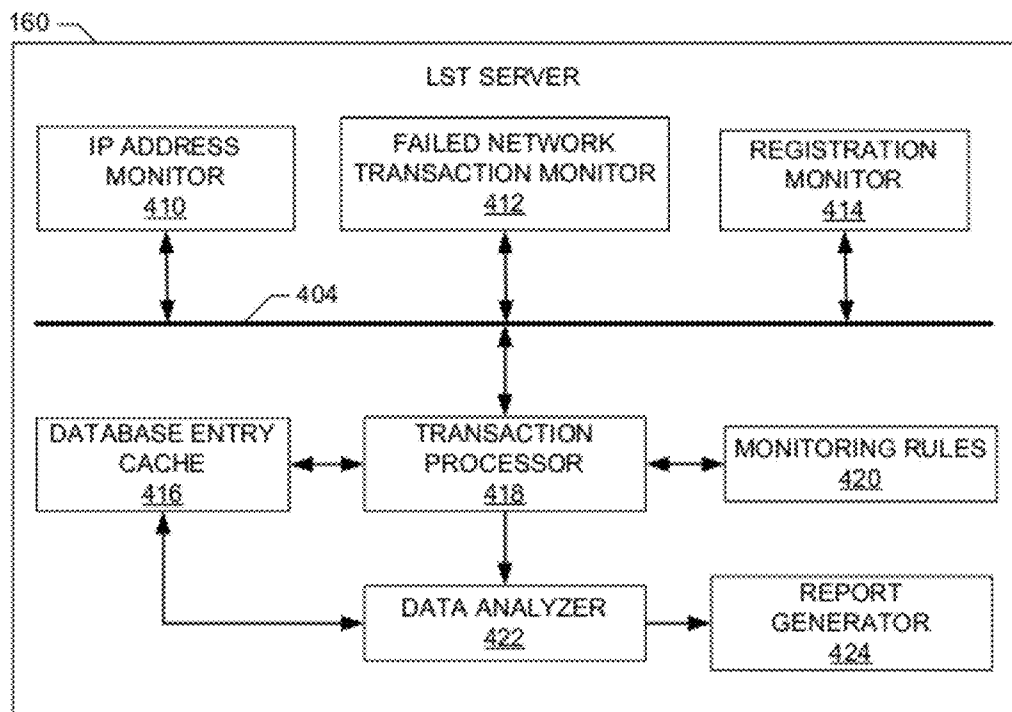 160
LST SERVER
IP ADDRESS
MONITOR
410
FAILED NETWORK
TRANSACTION MONITOR
412
REGISTRATION
MONITOR
414
404
DATABASE ENTRY
CACHE
416
TRANSACTION
PROCESSOR
418
MONITORING RULES
420
DATA ANALYZER
422
REPORT
GENERATOR
424